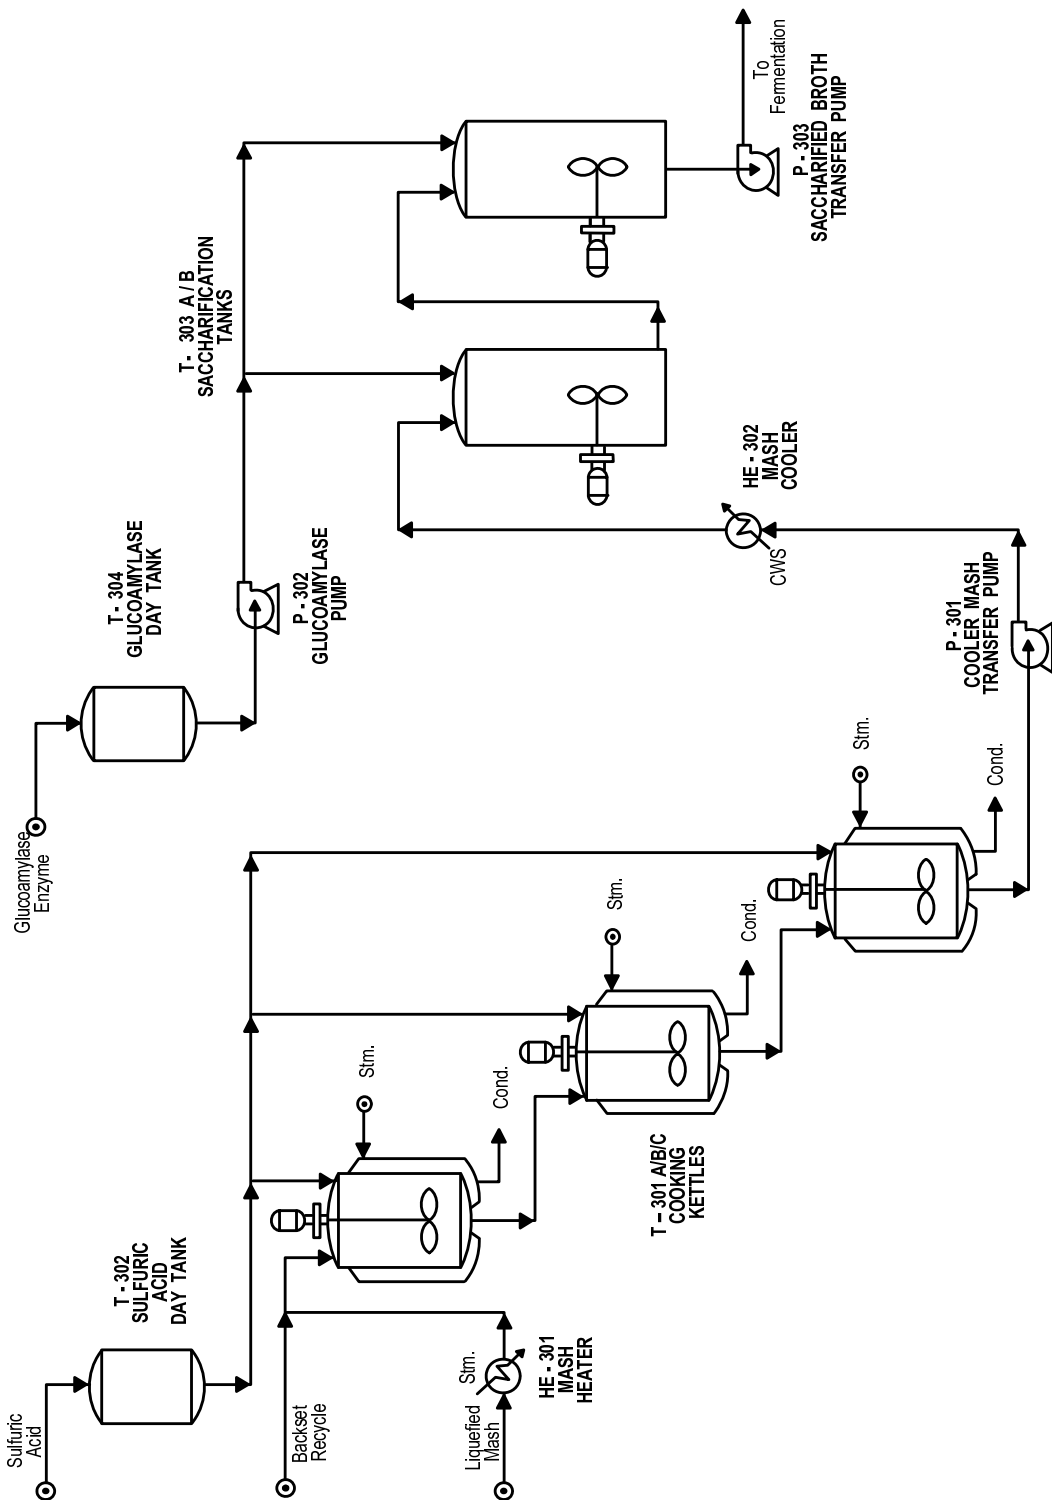 Sulfuric
Acid
T - 302
SULFURIC
ACID
DAY TANK
Backset
Recycle
Liquefied
Mash
Stm.
HE - 301
MASH
HEATER
Stm.
Cond.
T - 301 A/B/C
COOKING
KETTLES
Stm.
Cond.
Stm.
Cond.
Glucoamylase
Enzyme
T - 304
GLUCOAMYLASE
DAY TANK
P - 302
GLUCOAMYLASE
PUMP
P - 301
COOLER MASH
TRANSFER PUMP
CWS
HE - 302
MASH
COOLER
T - 303 A / B
SACCHARIFICATION
TANKS
P - 303
SACCHARIFIED BROTH
TRANSFER PUMP
To
Fermentation